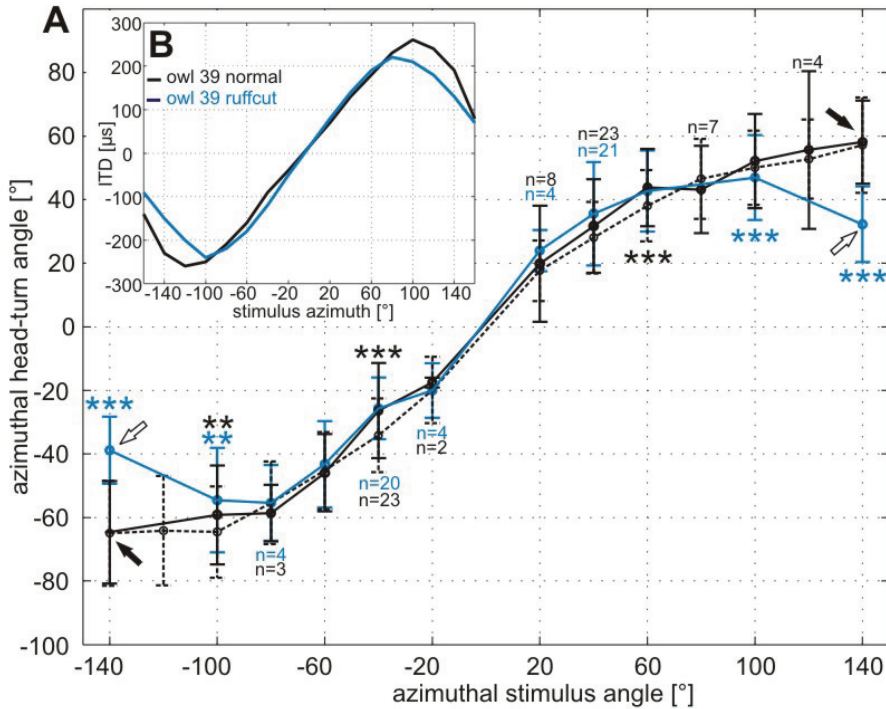 A
B
owl 39 normal
owl 39 ruffcut
ITD [µs]
300
200
100
0
-100
-200
-300
-100 -60 -20 20 60 100 140
stimulus azimuth [°]
azimuthal head-turn angle [°]
80
60
40
20
0
-20
-40
-60
-80
-100
-140 -100 -60 -20 20 60 100 140
azimuthal stimulus angle [°]
***
**
**
***
n=4
n=3
n=20
n=23
n=4
n=2
n=8
n=4
n=23
n=21
***
n=7
***
n=4
***